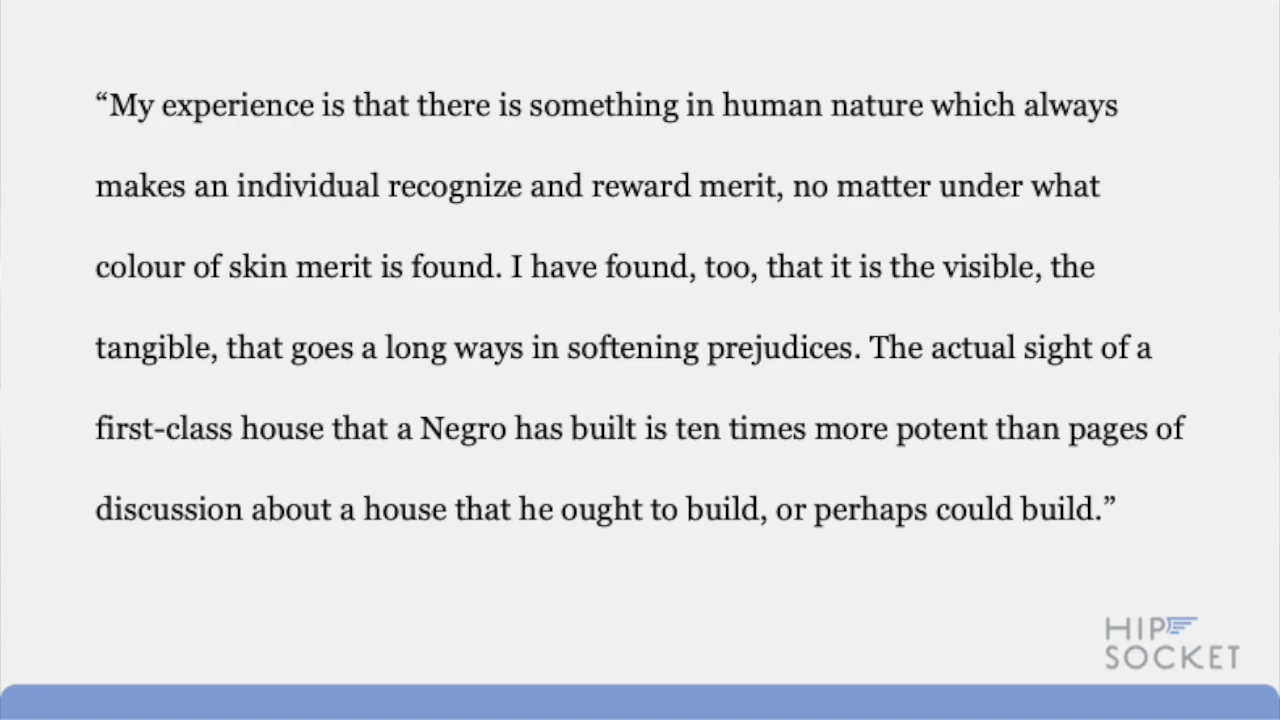 “My experience is that there is something in human nature which always
makes an individual recognize and reward merit, no matter under what
colour of skin merit is found. I have found, too, that it is the visible, the
tangible, that goes a long ways in softening prejudices. The actual sight of a
first-class house that a Negro has built is ten times more potent than pages of
discussion about a house that he ought to build, or perhaps could build.”
HIP
SOCKET